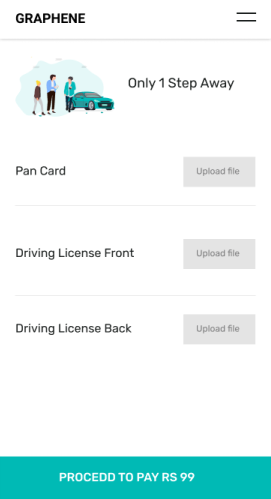 GRAPHENE
Only 1 Step Away
Pan Card
Upload file
Driving License Front
Upload file
Driving License Back
Upload file
PROCEDD TO PAY RS 99